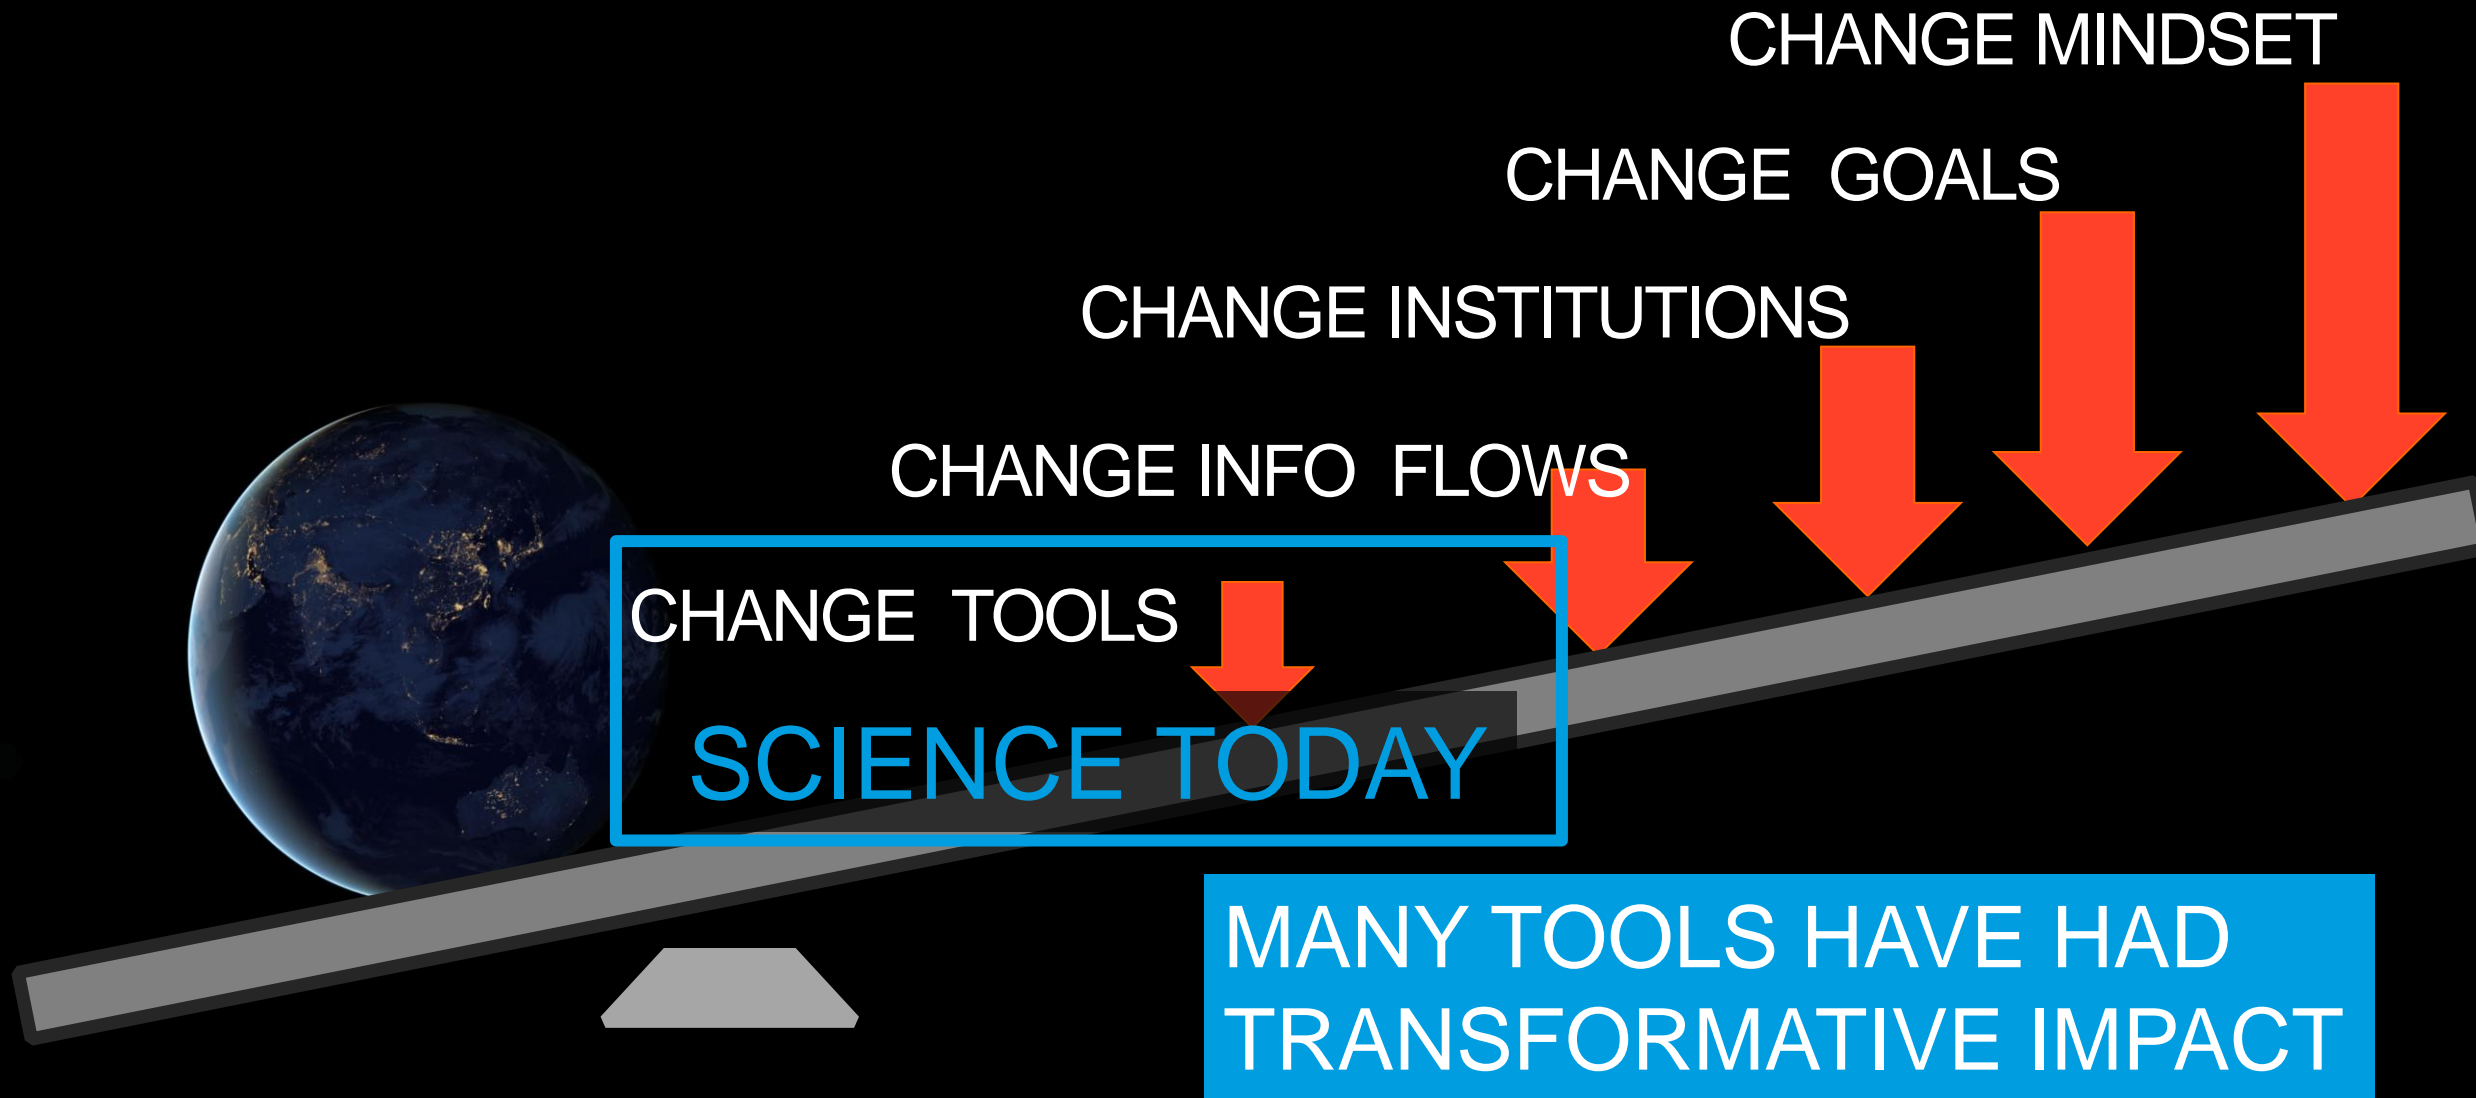 CHANGE MINDSET
CHANGE GOALS
CHANGE INSTITUTIONS
CHANGE INFO FLOWS
CHANGE TOOLS
SCIENCE TODAY
MANY TOOLS HAVE HAD
TRANSFORMATIVE IMPACT